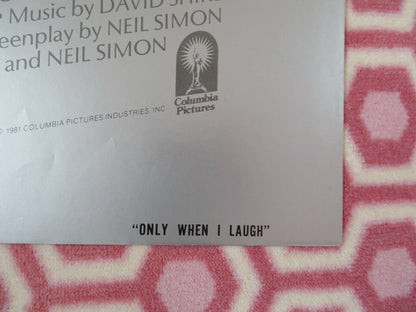 Music by DAVID SHIRE
eenplay by NEIL SIMON
and NEIL SIMON
© 1981 COLUMBIA PICTURES INDUSTRIES, INC.
Columbia
Pictures
"ONLY WHEN I LAUGH"